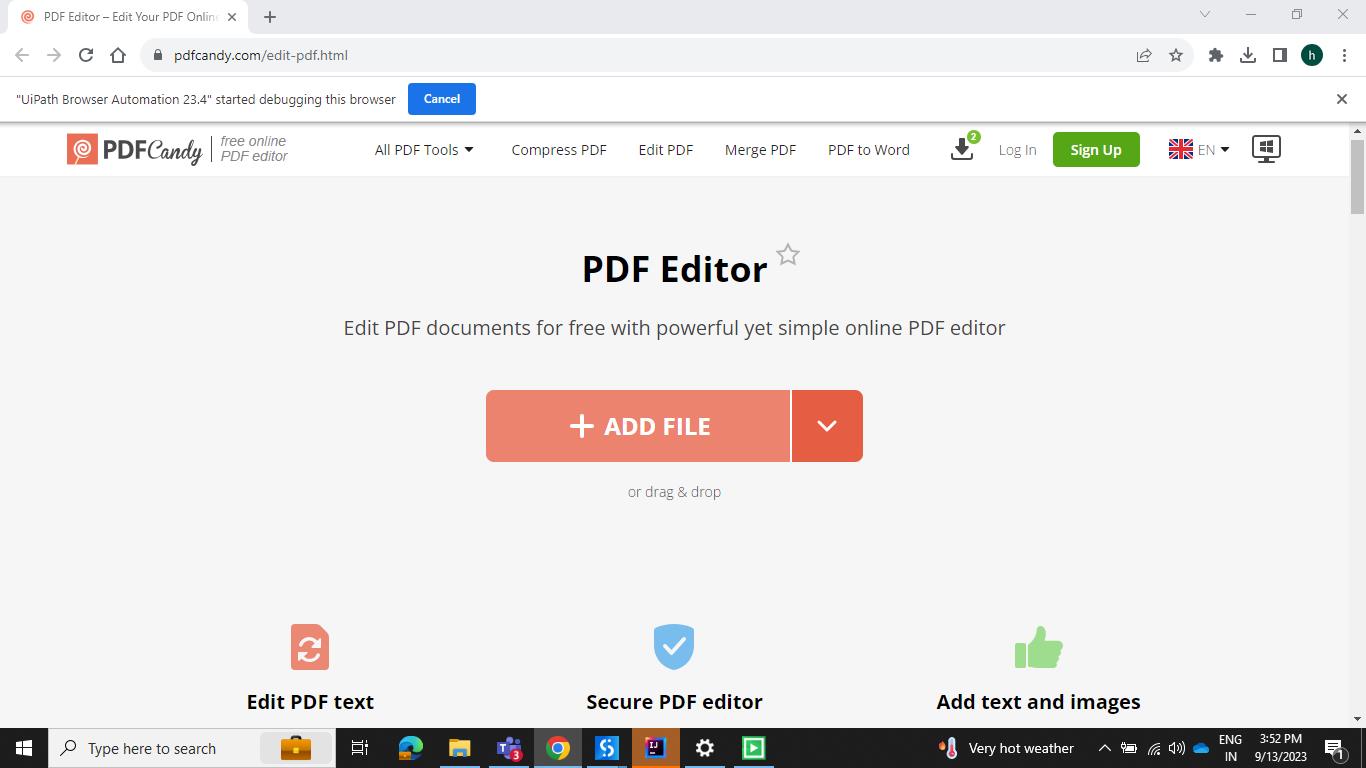 PDF Editor – Edit Your PDF Online
pdfcandy.com/edit-pdf.html
h
"UiPath Browser Automation 23.4" started debugging this browser
Cancel
PDF Candy
free online
PDF editor
All PDF Tools
Compress PDF
Edit PDF
Merge PDF
PDF to Word
2
Log In
Sign Up
EN
PDF Editor
Edit PDF documents for free with powerful yet simple online PDF editor
ADD FILE
or drag & drop
Edit PDF text
Secure PDF editor
Add text and images
Type here to search
T
3
IJ
Very hot weather
ENG
IN
3:52 PM
9/13/2023
1